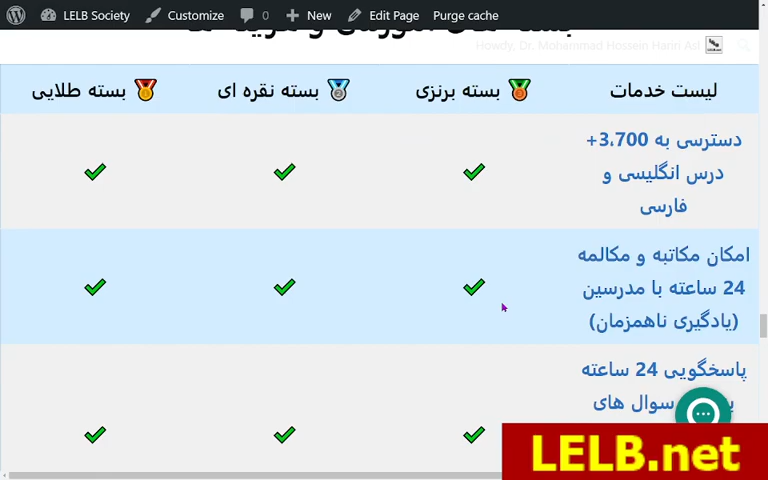 LELB Society Customize 0 New Edit Page Purge cache
Howdy, Dr. Mohammad Hossein Hariri Asl
لیست خدمات بسته برنزی بسته نقره ای بسته طلایی
دسترسی به 3،700+
درس انگلیسی و
فارسی
امکان مکاتبه و مکالمه
24 ساعته با مدرسین
(یادگیری ناهمزمان)
پاسخگویی 24 ساعته
سوال های
LELB.net